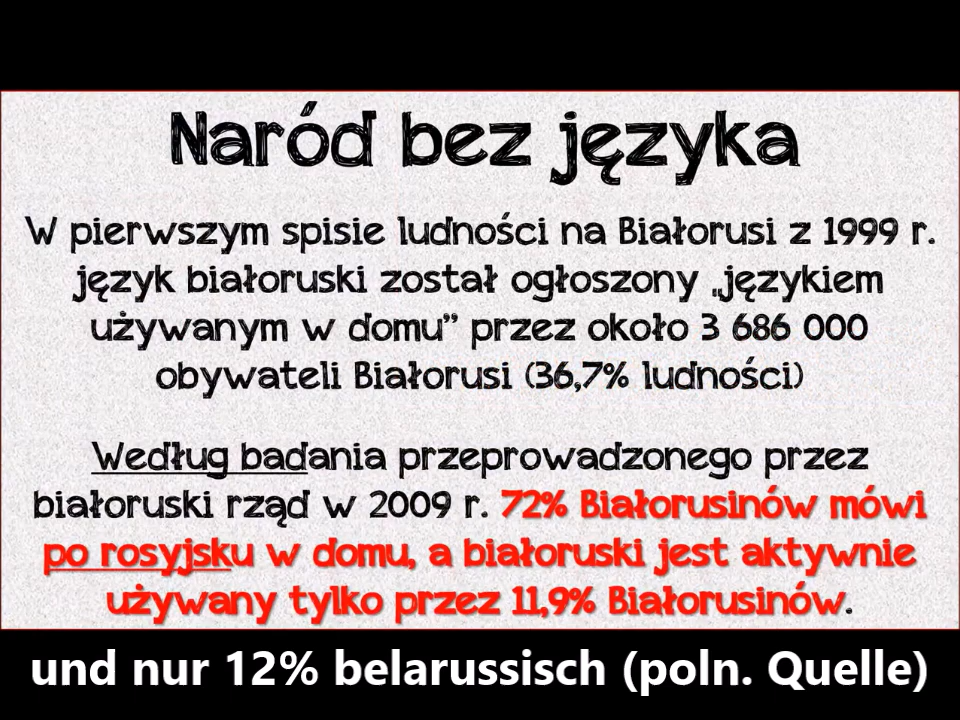 Naród bez języka
W pierwszym spisie ludności na Białorusi z 1999 r.
język białoruski został ogłoszony „językiem
używanym w domu” przez około 3 686 000
obywateli Białorusi (36,7% ludności)
Według badania przeprowadzonego przez
białoruski rząd w 2009 r. 72% Białorusinów mówi
po rosyjsku w domu, a białoruski jest aktywnie
używany tylko przez 11,9% Białorusinów.
und nur 12% belarussisch (poln. Quelle)